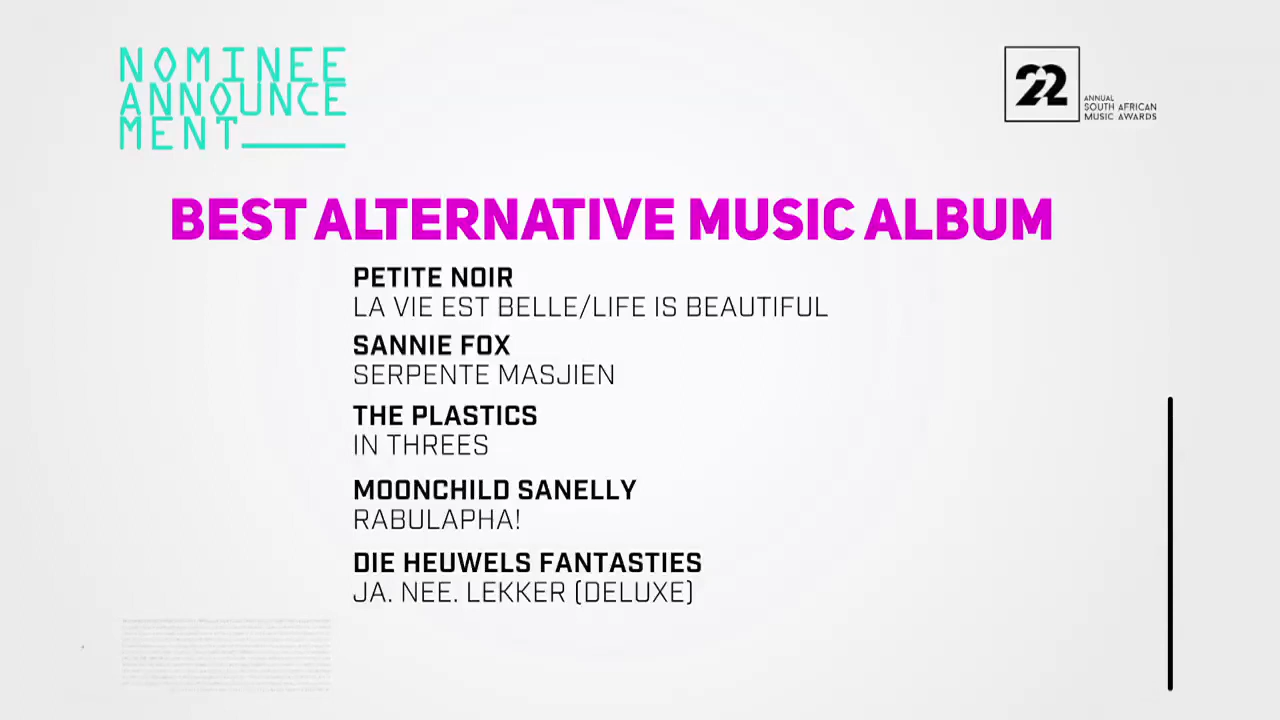 NOMINEE
ANNOUNCE
MENT
22
ANNUAL
SOUTH AFRICAN
MUSIC AWARDS
BEST ALTERNATIVE MUSIC ALBUM
PETITE NOIR
LA VIE EST BELLE/LIFE IS BEAUTIFUL
SANNIE FOX
SERPENTE MASJIEN
THE PLASTICS
IN THREES
MOONCHILD SANELLY
RABULAPHA!
DIE HEUWELS FANTASTIES
JA. NEE. LEKKER (DELUXE)